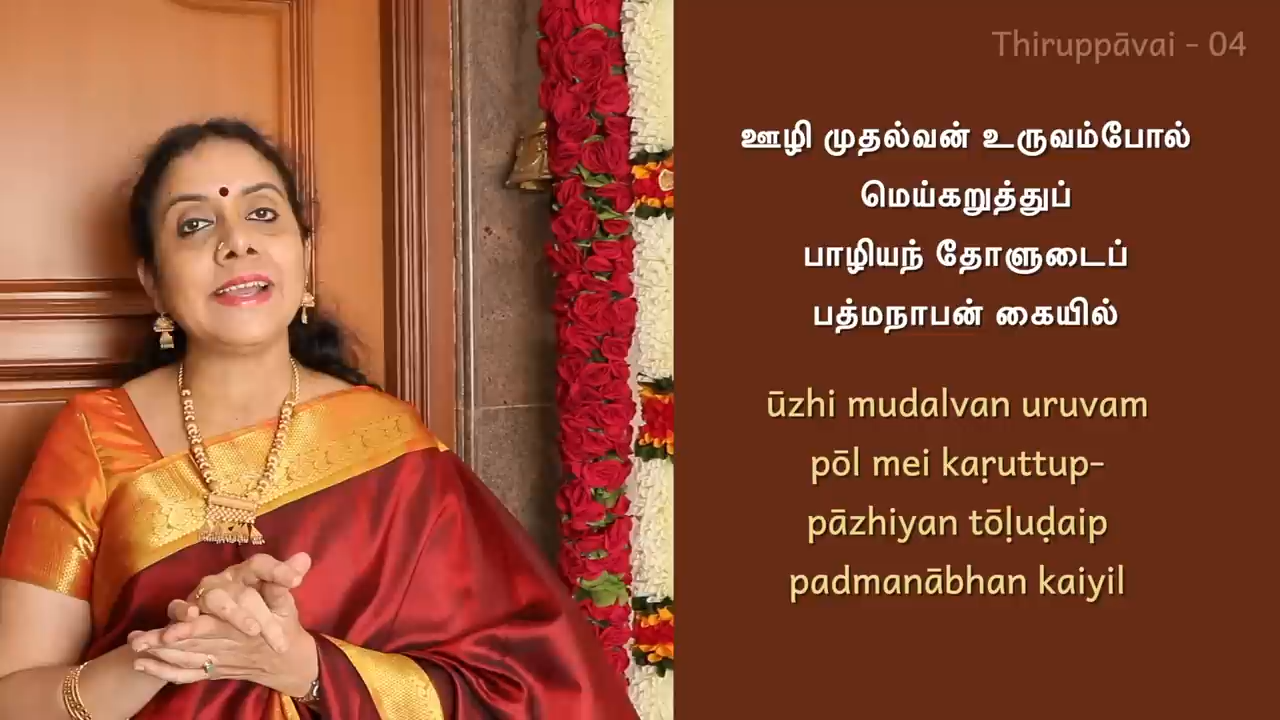 Thiruppāvai - 04
ஊழி முதல்வன் உருவம்போல்
மெய்கறுத்துப்
பாழியந் தோளுடைப்
பத்மநாபன் கையில்
ūzhi mudalvan uruvam
pōl mei kaṛuttup-
pāzhiyan tōḷuḍaip
padmanābhan kaiyil